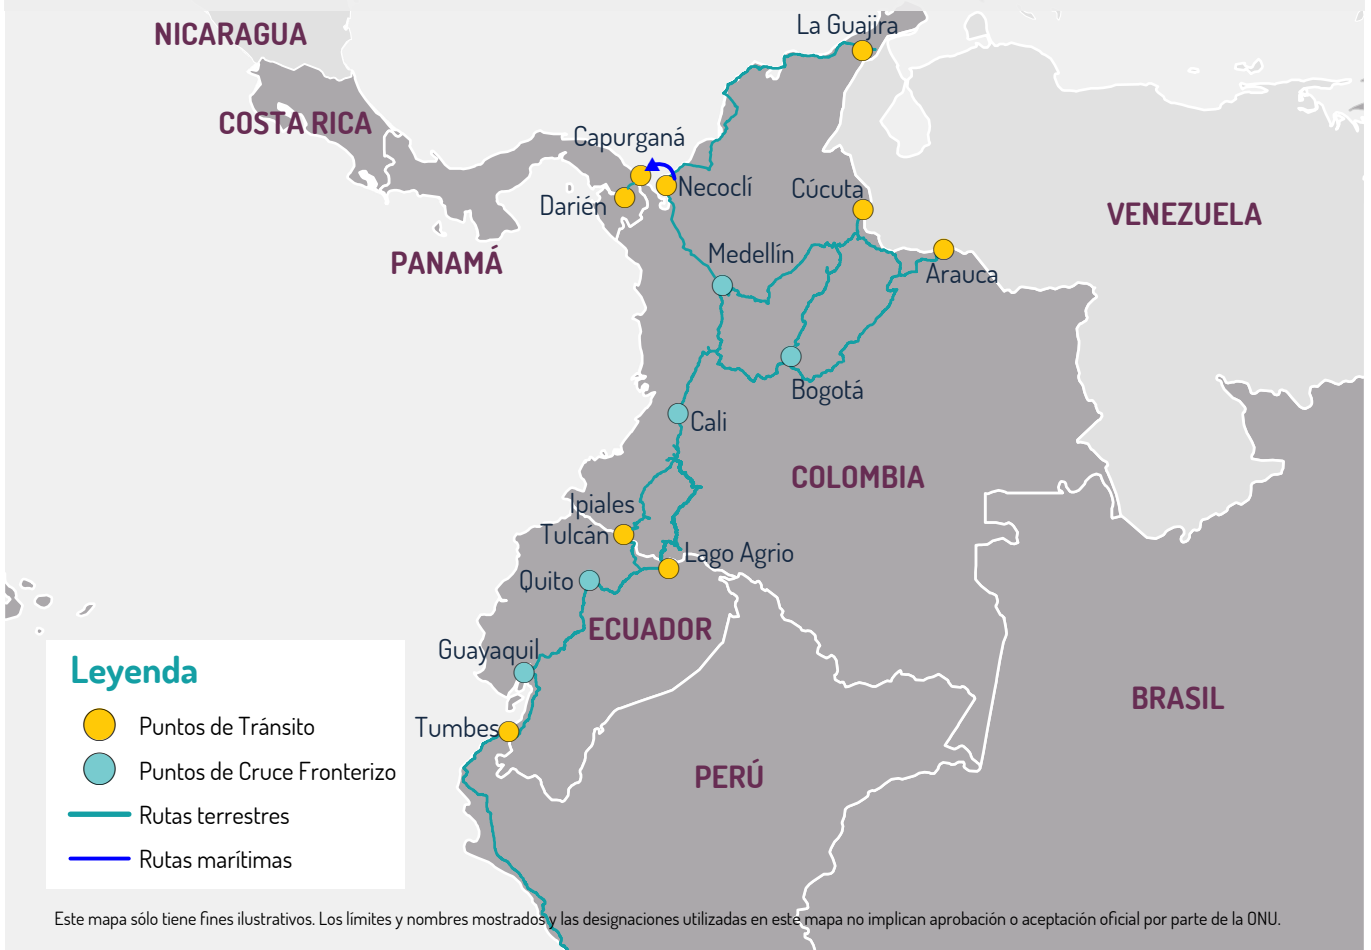 NICARAGUA
La Guajira
COSTA RICA
Capurganá
Necoclí
Cúcuta
Darién
VENEZUELA
PANAMÁ
Medellín
Arauca
Bogotá
Cali
COLOMBIA
Ipiales
Tulcán
Lago Agrio
Quito
ECUADOR
Guayaquil
Leyenda
BRASIL
Puntos de Tránsito
Tumbes
Puntos de Cruce Fronterizo
PERÚ
Rutas terrestres
Rutas marítimas
Este mapa sólo tiene fines ilustrativos. Los límites y nombres mostrados y las designaciones utilizadas en este mapa no implican aprobación o aceptación oficial por parte de la ONU.